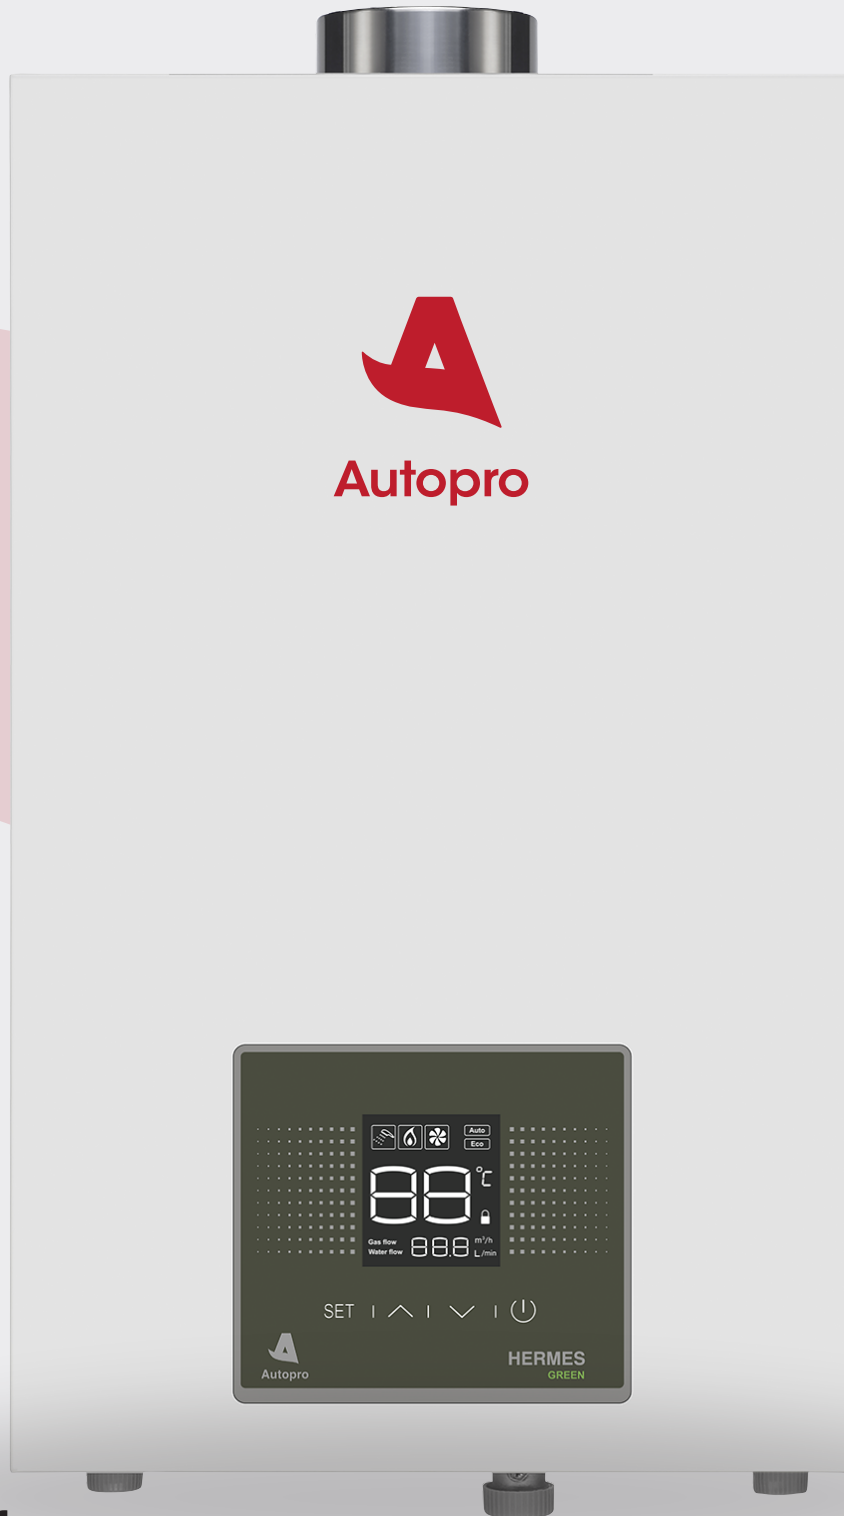 Autopro
Auto
Eco
88 °C
Gas flow
Water flow
88.8
m³/h
L/min
SET
Autopro
HERMES
GREEN